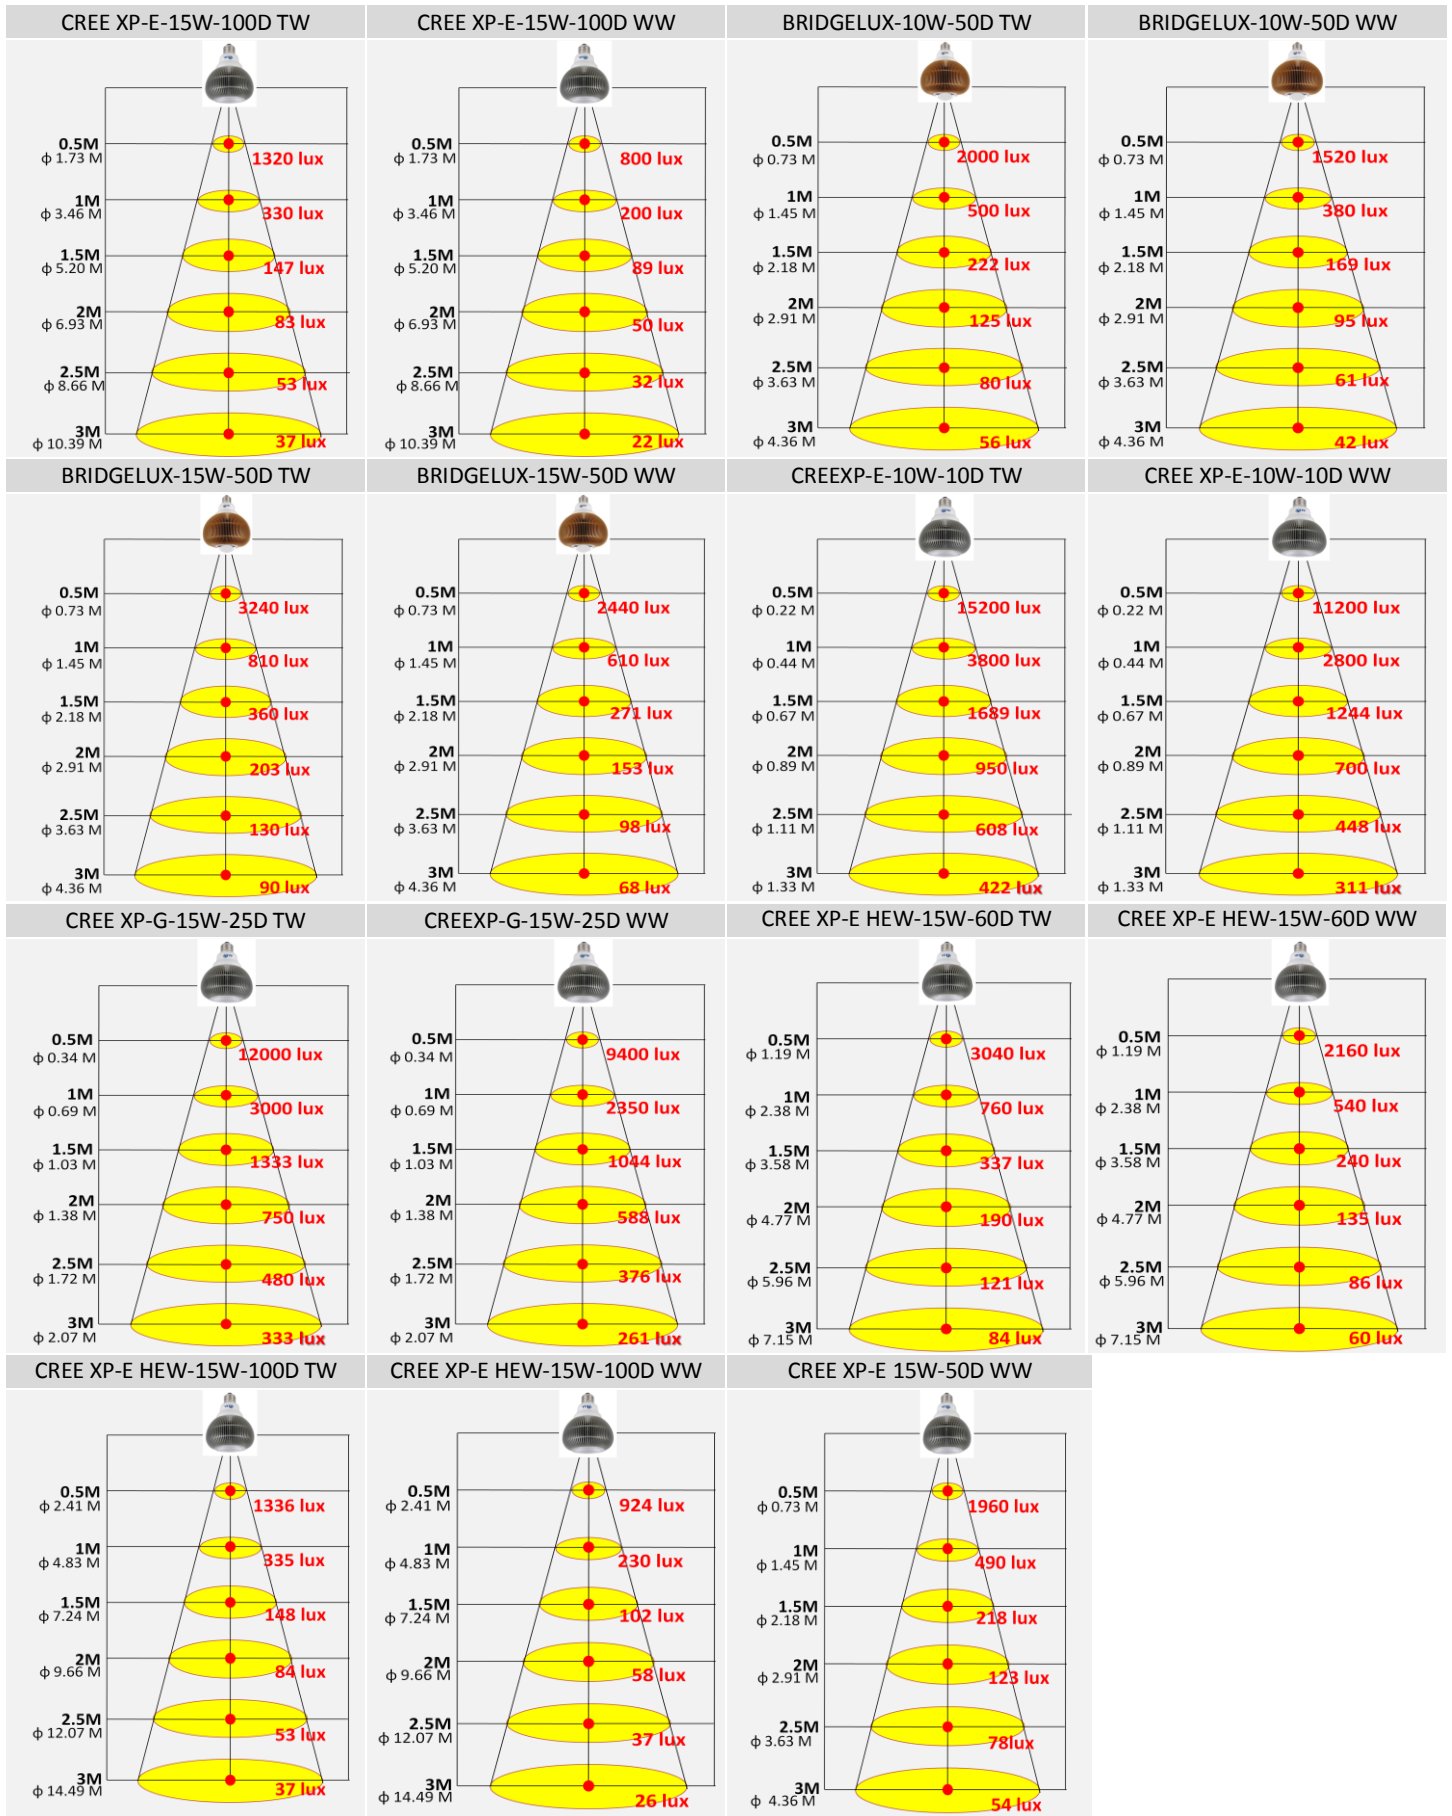 CREE XP-E-15W-100D TW
0.5M
ϕ 1.73 M
1320 lux
1M
ϕ 3.46 M
330 lux
1.5M
ϕ 5.20 M
147 lux
2M
ϕ 6.93 M
83 lux
2.5M
ϕ 8.66 M
53 lux
3M
ϕ 10.39 M
37 lux
CREE XP-E-15W-100D WW
0.5M
ϕ 1.73 M
800 lux
1M
ϕ 3.46 M
200 lux
1.5M
ϕ 5.20 M
89 lux
2M
ϕ 6.93 M
50 lux
2.5M
ϕ 8.66 M
32 lux
3M
ϕ 10.39 M
22 lux
BRIDGELUX-10W-50D TW
0.5M
ϕ 0.73 M
2000 lux
1M
ϕ 1.45 M
500 lux
1.5M
ϕ 2.18 M
222 lux
2M
ϕ 2.91 M
125 lux
2.5M
ϕ 3.63 M
80 lux
3M
ϕ 4.36 M
56 lux
BRIDGELUX-10W-50D WW
0.5M
ϕ 0.73 M
1520 lux
1M
ϕ 1.45 M
380 lux
1.5M
ϕ 2.18 M
169 lux
2M
ϕ 2.91 M
95 lux
2.5M
ϕ 3.63 M
61 lux
3M
ϕ 4.36 M
42 lux
BRIDGELUX-15W-50D TW
0.5M
ϕ 0.73 M
3240 lux
1M
ϕ 1.45 M
810 lux
1.5M
ϕ 2.18 M
360 lux
2M
ϕ 2.91 M
203 lux
2.5M
ϕ 3.63 M
130 lux
3M
ϕ 4.36 M
90 lux
BRIDGELUX-15W-50D WW
0.5M
ϕ 0.73 M
2440 lux
1M
ϕ 1.45 M
610 lux
1.5M
ϕ 2.18 M
271 lux
2M
ϕ 2.91 M
153 lux
2.5M
ϕ 3.63 M
98 lux
3M
ϕ 4.36 M
68 lux
CREEXP-E-10W-10D TW
0.5M
ϕ 0.22 M
15200 lux
1M
ϕ 0.44 M
3800 lux
1.5M
ϕ 0.67 M
1689 lux
2M
ϕ 0.89 M
950 lux
2.5M
ϕ 1.11 M
608 lux
3M
ϕ 1.33 M
422 lux
CREE XP-E-10W-10D WW
0.5M
ϕ 0.22 M
11200 lux
1M
ϕ 0.44 M
2800 lux
1.5M
ϕ 0.67 M
1244 lux
2M
ϕ 0.89 M
700 lux
2.5M
ϕ 1.11 M
448 lux
3M
ϕ 1.33 M
311 lux
CREE XP-G-15W-25D TW
0.5M
ϕ 0.34 M
12000 lux
1M
ϕ 0.69 M
3000 lux
1.5M
ϕ 1.03 M
1333 lux
2M
ϕ 1.38 M
750 lux
2.5M
ϕ 1.72 M
480 lux
3M
ϕ 2.07 M
333 lux
CREEXP-G-15W-25D WW
0.5M
ϕ 0.34 M
9400 lux
1M
ϕ 0.69 M
2350 lux
1.5M
ϕ 1.03 M
1044 lux
2M
ϕ 1.38 M
588 lux
2.5M
ϕ 1.72 M
376 lux
3M
ϕ 2.07 M
261 lux
CREE XP-E HEW-15W-60D TW
0.5M
ϕ 1.19 M
3040 lux
1M
ϕ 2.38 M
760 lux
1.5M
ϕ 3.58 M
337 lux
2M
ϕ 4.77 M
190 lux
2.5M
ϕ 5.96 M
121 lux
3M
ϕ 7.15 M
84 lux
CREE XP-E HEW-15W-60D WW
0.5M
ϕ 1.19 M
2160 lux
1M
ϕ 2.38 M
540 lux
1.5M
ϕ 3.58 M
240 lux
2M
ϕ 4.77 M
135 lux
2.5M
ϕ 5.96 M
86 lux
3M
ϕ 7.15 M
60 lux
CREE XP-E HEW-15W-100D TW
0.5M
ϕ 2.41 M
1336 lux
1M
ϕ 4.83 M
335 lux
1.5M
ϕ 7.24 M
148 lux
2M
ϕ 9.66 M
84 lux
2.5M
ϕ 12.07 M
53 lux
3M
ϕ 14.49 M
37 lux
CREE XP-E HEW-15W-100D WW
0.5M
ϕ 2.41 M
924 lux
1M
ϕ 4.83 M
230 lux
1.5M
ϕ 7.24 M
102 lux
2M
ϕ 9.66 M
58 lux
2.5M
ϕ 12.07 M
37 lux
3M
ϕ 14.49 M
26 lux
CREE XP-E 15W-50D WW
0.5M
ϕ 0.73 M
1960 lux
1M
ϕ 1.45 M
490 lux
1.5M
ϕ 2.18 M
218 lux
2M
ϕ 2.91 M
123 lux
2.5M
ϕ 3.63 M
78lux
3M
ϕ 4.36 M
54 lux